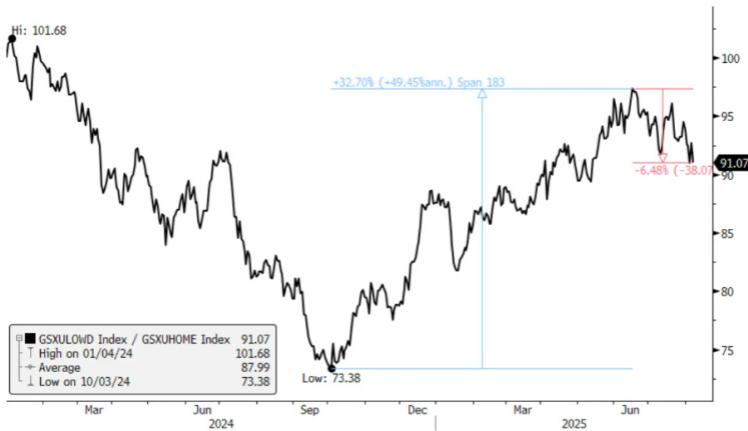 Hi: 101.68
+32.70% (+49.45%ann.) Span 183
100
95
91.07
90
-6.48% (-38.07
85
80
75
GSXULOWD Index / GSXUHOME Index 91.07
High on 01/04/24 101.68
Average 87.99
Low on 10/03/24 73.38
Low: 73.38
Mar Jun Sep Dec Mar Jun
2024 2025